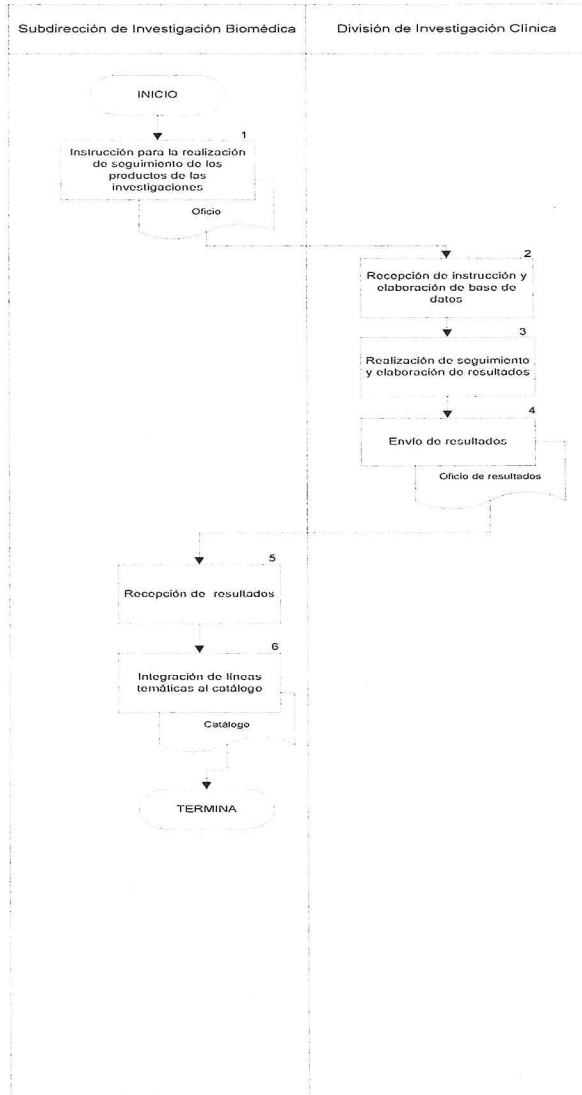 Subdirección de Investigación Biomédica
División de Investigación Clínica
INICIO
1
Instrucción para la realización
de seguimiento de los
productos de las
investigaciones
Oficio
2
Recepción de instrucción y
elaboración de base de
datos
3
Realización de seguimiento
y elaboración de resultados
4
Envío de resultados
Oficio de resultados
5
Recepción de resultados
6
Integración de líneas
temáticas al catálogo
Catálogo
TERMINA